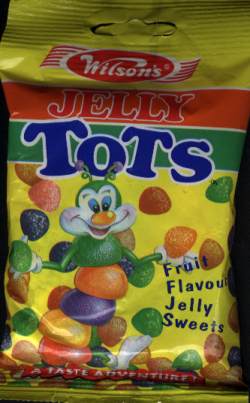 Wilson's
JELLY
TOTS
Fruit
Flavour
Jelly
Sweets
A TASTE ADVENTURE!